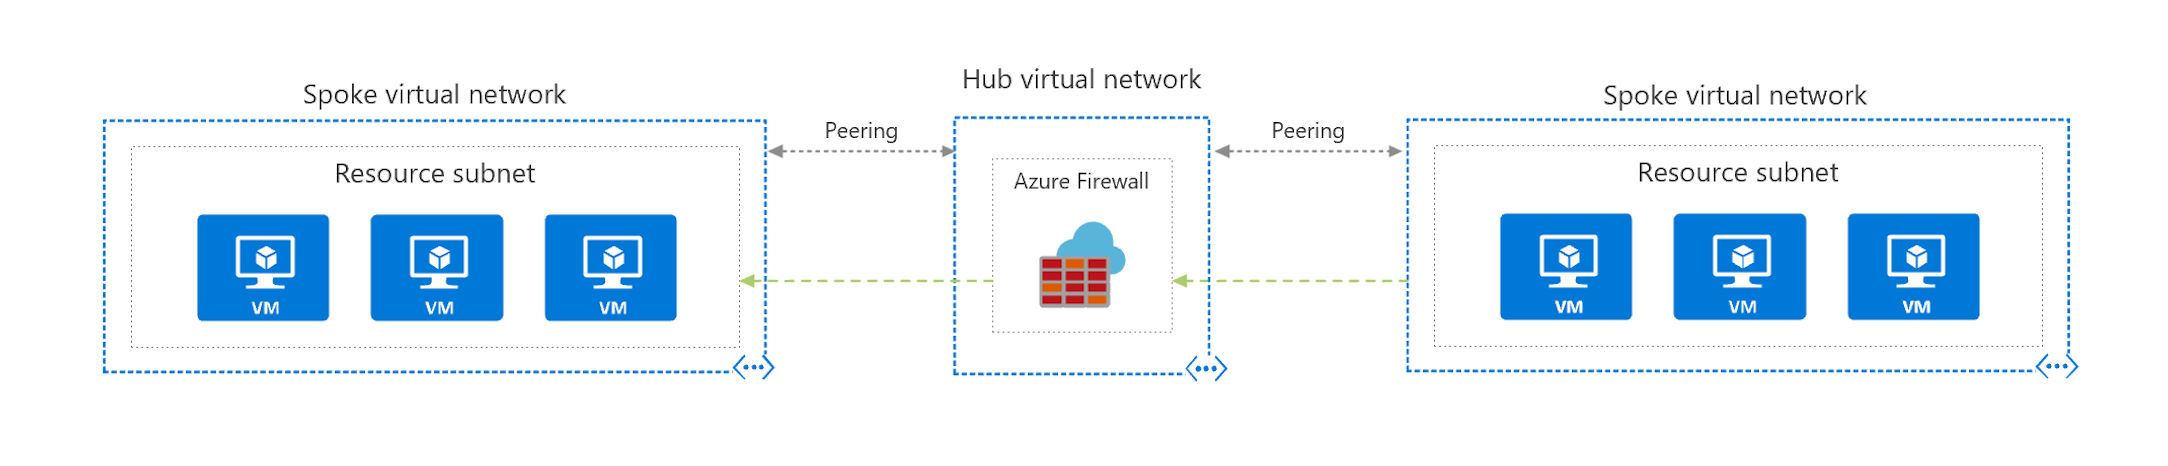 Spoke virtual network
Resource subnet
VM
VM
VM
Peering
Hub virtual network
Azure Firewall
Peering
Spoke virtual network
Resource subnet
VM
VM
VM